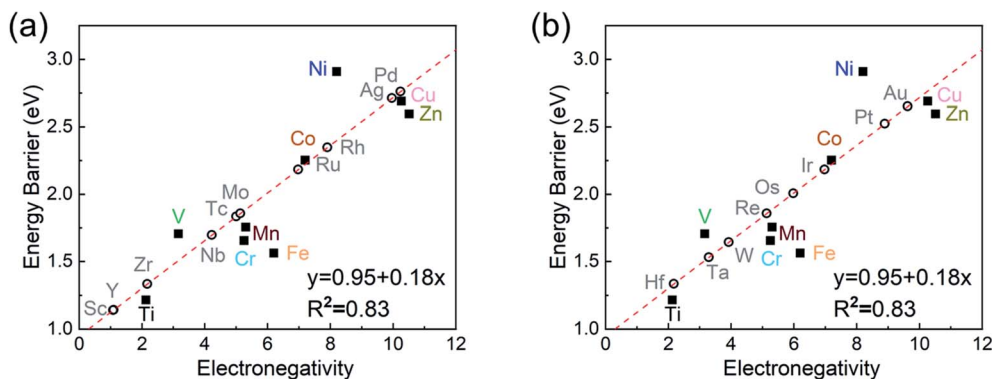 (a)
Energy Barrier (eV)
3.0
2.5
2.0
1.5
1.0
Ni
Pd
Ag
Cu
Zn
Co
Rh
Ru
Mo
Tc
V
Mn
Nb
Cr
Fe
Zr
Y
Sc
Ti
y=0.95+0.18x
R²=0.83
0 2 4 6 8 10 12
Electronegativity
(b)
Energy Barrier (eV)
3.0
2.5
2.0
1.5
1.0
Ni
Au
Cu
Zn
Pt
Co
Ir
Os
Re
V
Mn
W
Cr
Ta
Fe
Hf
Ti
y=0.95+0.18x
R²=0.83
0 2 4 6 8 10 12
Electronegativity